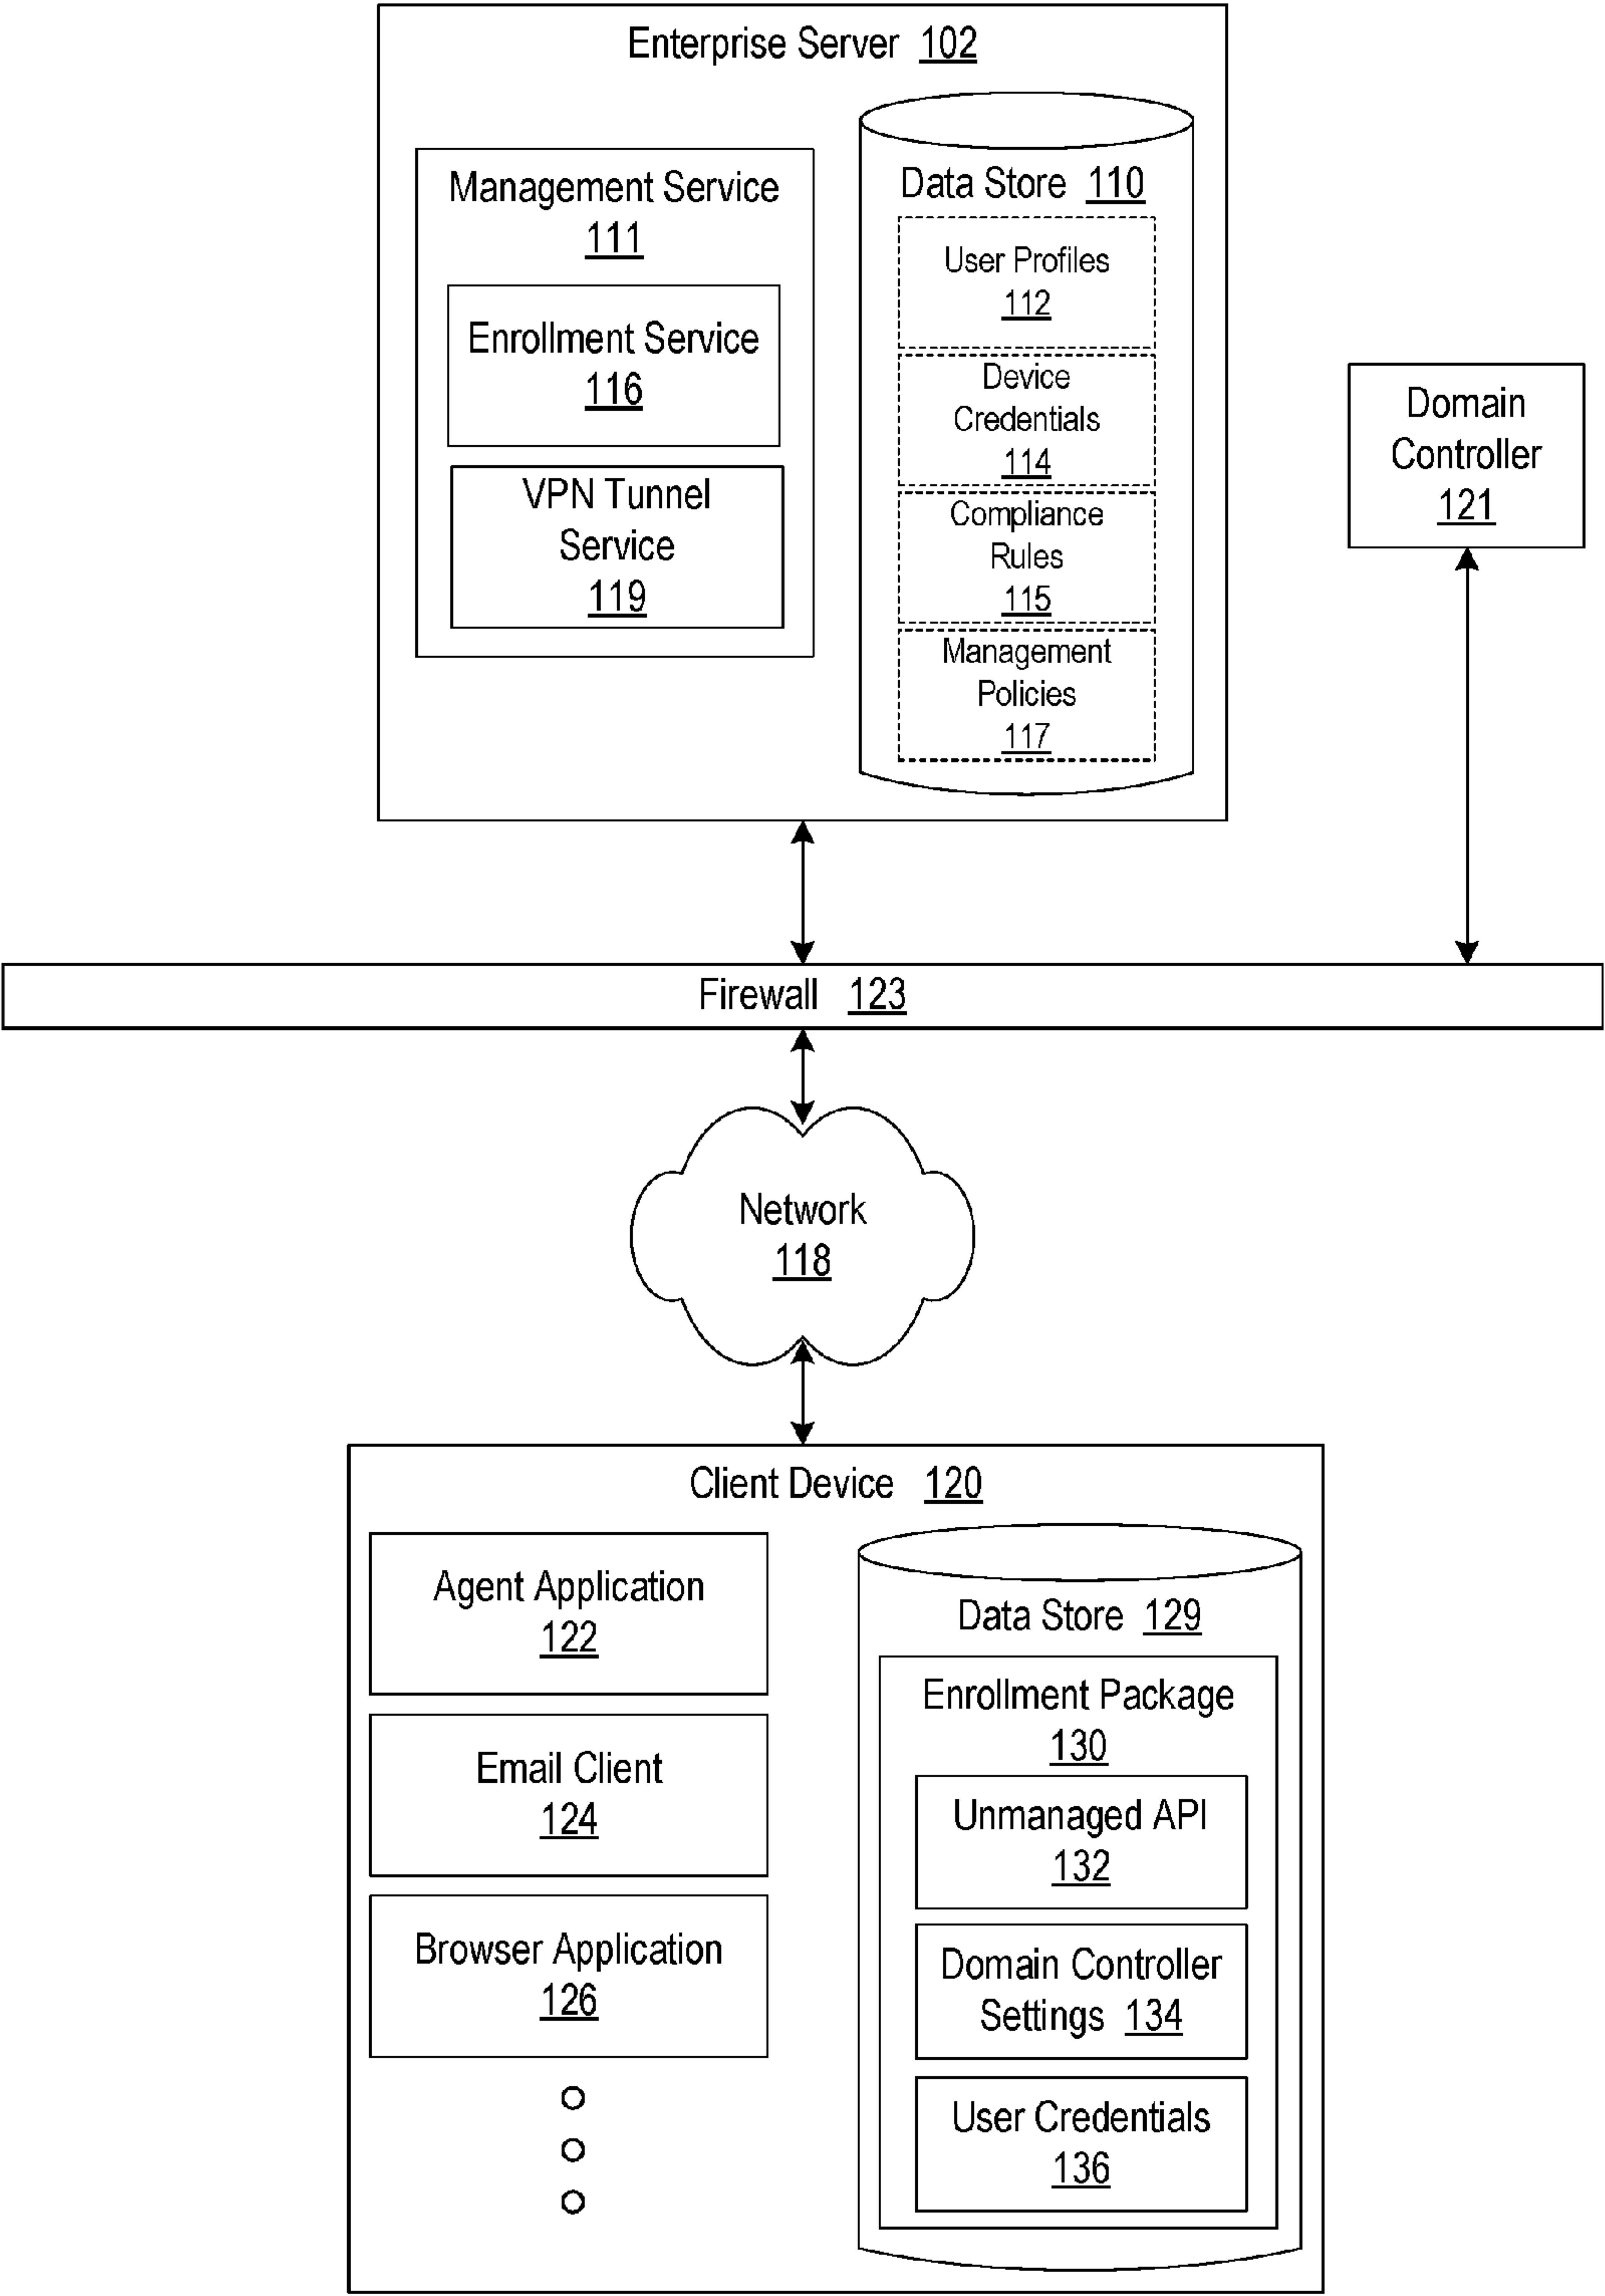 Enterprise Server 102
Management Service
111
Enrollment Service
116
VPN Tunnel
Service
119
Data Store 110
User Profiles
112
Device
Credentials
114
Compliance
Rules
115
Management
Policies
117
Domain
Controller
121
Firewall 123
Network
118
Client Device 120
Agent Application
122
Email Client
124
Browser Application
126
Data Store 129
Enrollment Package
130
Unmanaged API
132
Domain Controller
Settings 134
User Credentials
136